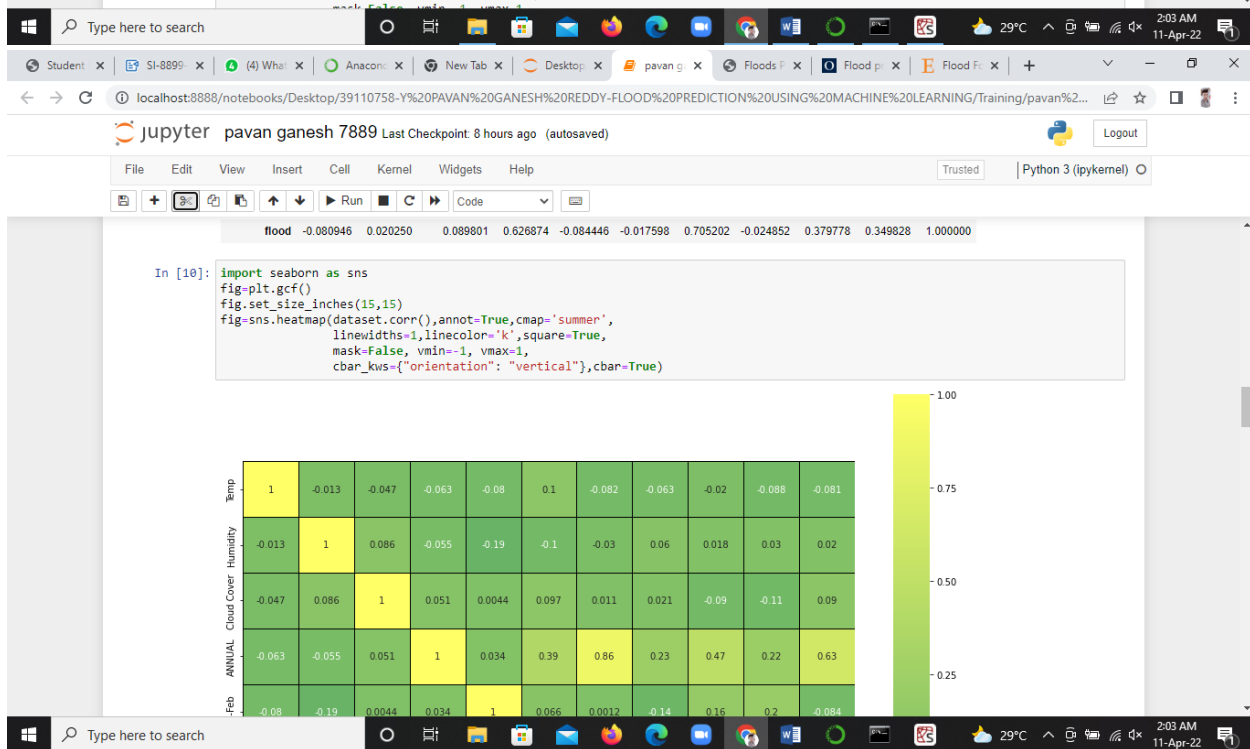 mask=False, vmin=-1, vmax=1
Type here to search
29°C
2:03 AM
11-Apr-22
Student
SI-8899-
(4) What
Anaconc
New Tab
Desktop
pavan g
Floods P
Flood pr
Flood Fo
localhost:8888/notebooks/Desktop/39110758-Y%20PAVAN%20GANESH%20REDDY-FLOOD%20PREDICTION%20USING%20MACHINE%20LEARNING/Training/pavan%2...
jupyter pavan ganesh 7889 Last Checkpoint: 8 hours ago (autosaved)
Logout
File Edit View Insert Cell Kernel Widgets Help
Trusted
Python 3 (ipykernel)
Run
Code
flood -0.080946 0.020250 0.089801 0.626874 -0.084446 -0.017598 0.705202 -0.024852 0.379778 0.349828 1.000000
In [10]: import seaborn as sns
fig=plt.gcf()
fig.set_size_inches(15,15)
fig=sns.heatmap(dataset.corr(),annot=True,cmap='summer',
linewidths=1,linecolor='k',square=True,
mask=False, vmin=-1, vmax=1,
cbar_kws={"orientation": "vertical"},cbar=True)
1.00
Temp 1 -0.013 -0.047 -0.063 -0.08 0.1 -0.082 -0.063 -0.02 -0.088 -0.081
0.75
Humidity -0.013 1 0.086 -0.055 -0.19 -0.1 -0.03 0.06 0.018 0.03 0.02
0.50
Cloud Cover -0.047 0.086 1 0.051 0.0044 0.097 0.011 0.021 -0.09 -0.11 0.09
ANNUAL -0.063 -0.055 0.051 1 0.034 0.39 0.86 0.23 0.47 0.22 0.63
0.25
-Feb -0.08 -0.19 0.0044 0.034 1 0.066 0.0012 -0.14 0.16 0.2 -0.084
Type here to search
29°C
2:03 AM
11-Apr-22